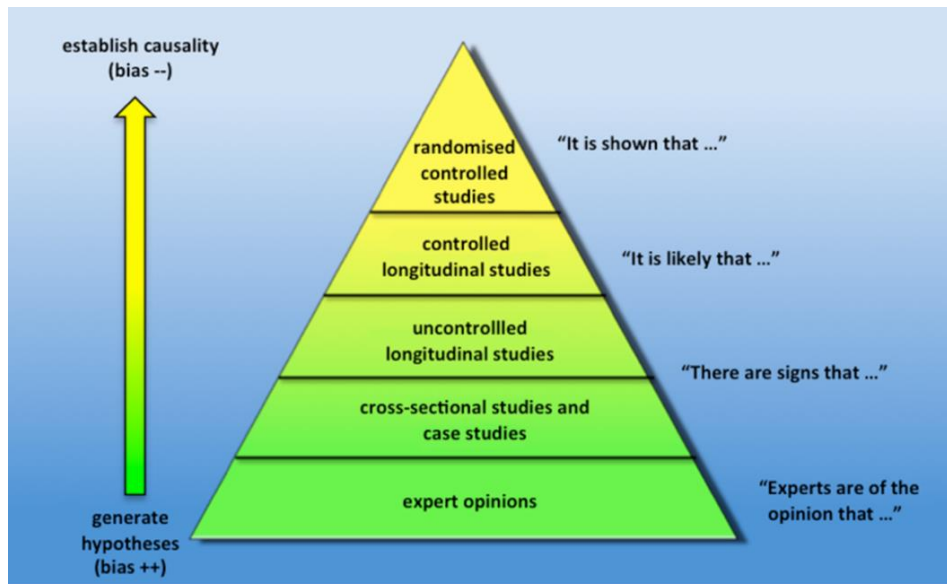 establish causality
(bias --)
randomised
controlled
studies
“It is shown that ...”
controlled
longitudinal studies
“It is likely that ...”
uncontrollled
longitudinal studies
“There are signs that ...”
cross-sectional studies and
case studies
expert opinions
“Experts are of the
opinion that ...”
generate
hypotheses
(bias ++)